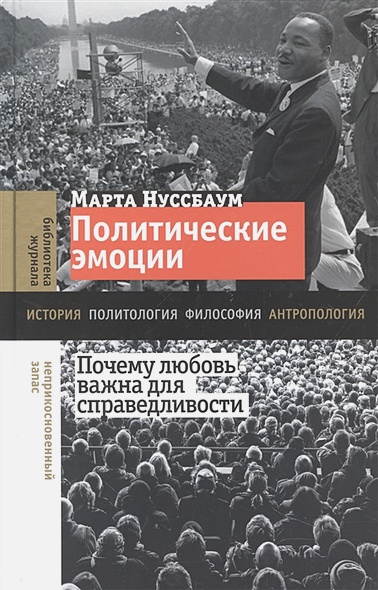 Марта Нуссбаум
Политические
эмоции
библиотека
журнала
ИСТОРИЯ ПОЛИТОЛОГИЯ ФИЛОСОФИЯ АНТРОПОЛОГИЯ
неприкосновенный
запас
Почему любовь
важна для
справедливости